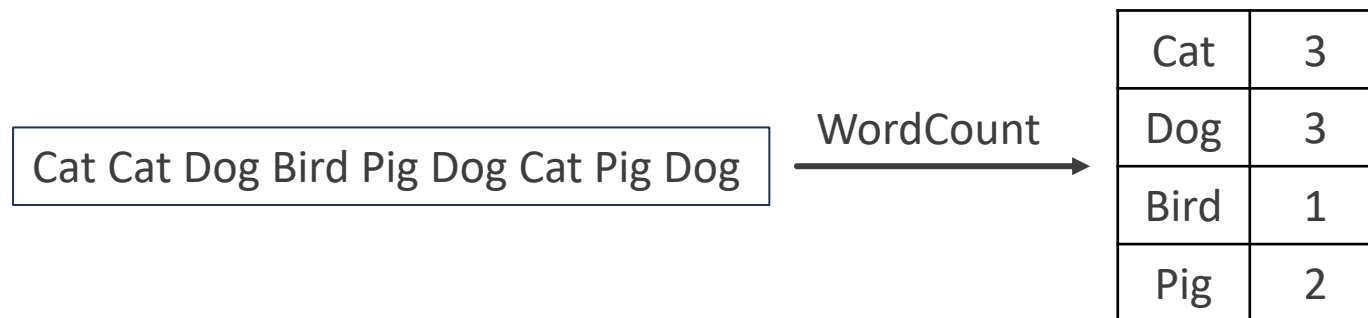 Cat Cat Dog Bird Pig Dog Cat Pig Dog
WordCount
Cat 3
Dog 3
Bird 1
Pig 2